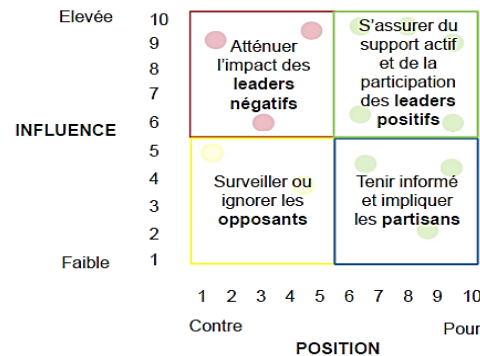 Elevée
10
9
8
7
6
5
4
3
2
1
Faible
INFLUENCE
Atténuer
l'impact des
leaders
négatifs
S'assurer du
support actif
et de la
participation
des leaders
positifs
Surveiller ou
ignorer les
opposants
Tenir informé
et impliquer
les partisans
1 2 3 4 5 6 7 8 9 10
Contre
Pour
POSITION